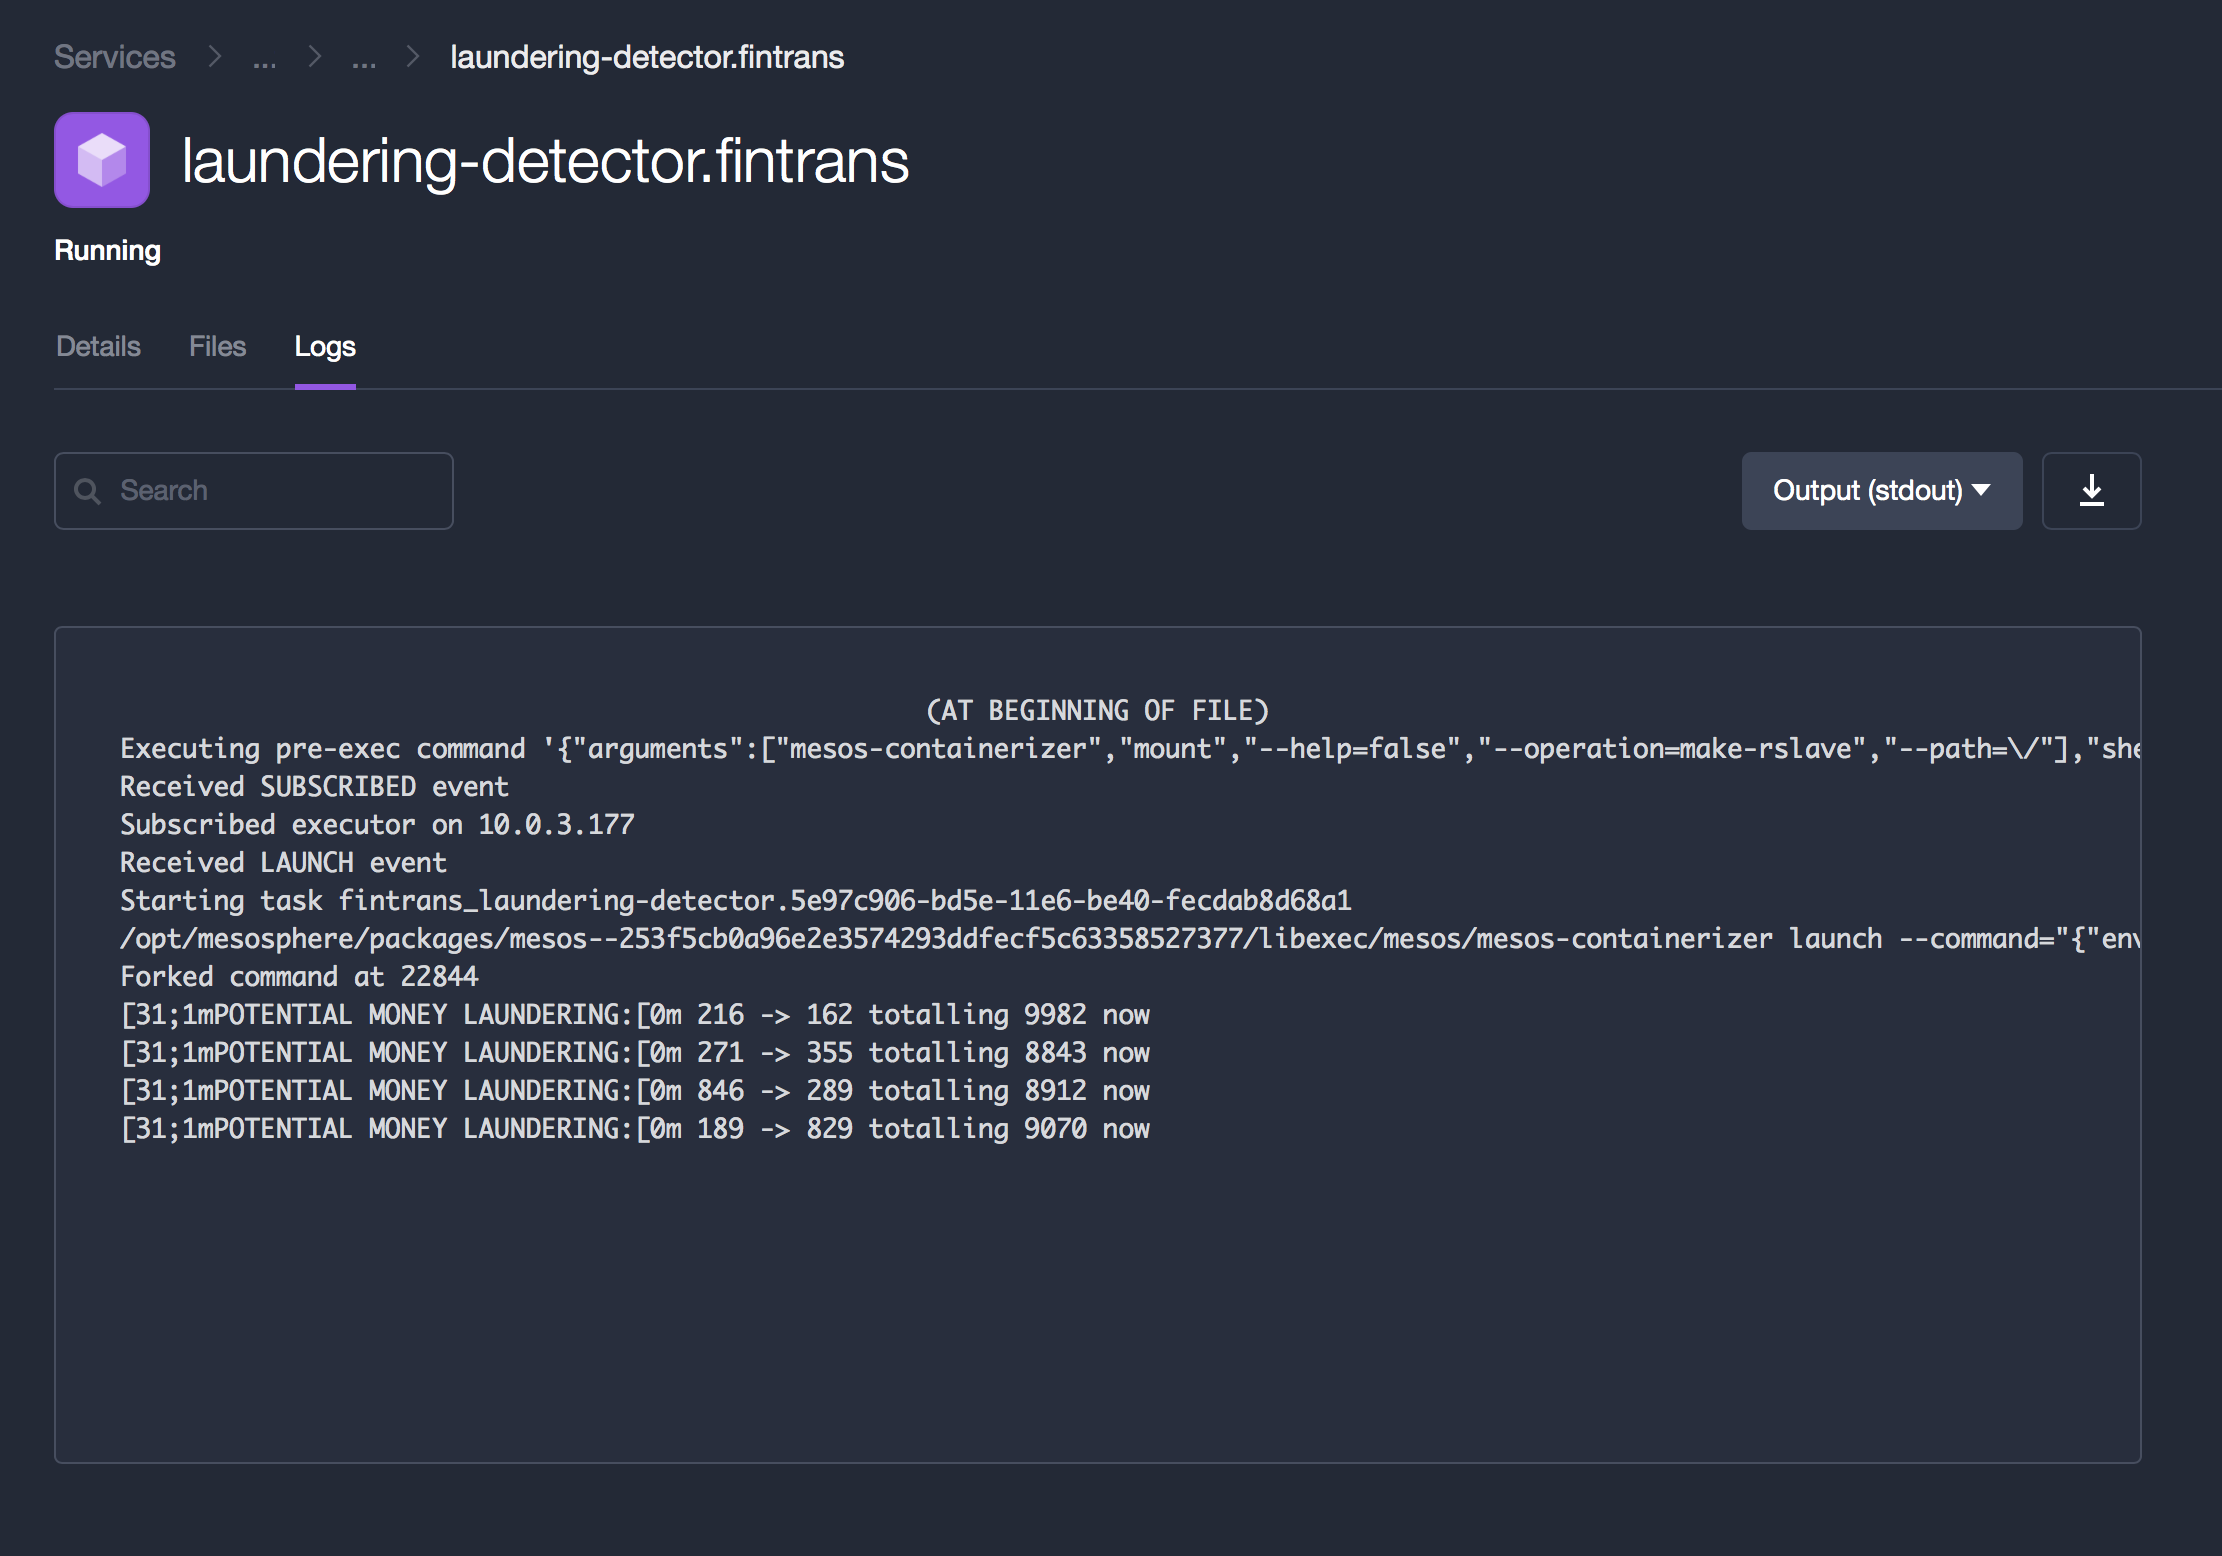 Services > ... > ... > laundering-detector.fintrans
laundering-detector.fintrans
Running
Details Files Logs
Search Output (stdout)
(AT BEGINNING OF FILE)
Executing pre-exec command '{"arguments":["mesos-containerizer","mount","--help=false","--operation=make-rslave","--path=\/"],"she
Received SUBSCRIBED event
Subscribed executor on 10.0.3.177
Received LAUNCH event
Starting task fintrans_laundering-detector.5e97c906-bd5e-11e6-be40-fecdab8d68a1
/opt/mesosphere/packages/mesos--253f5cb0a96e2e3574293ddfecf5c63358527377/libexec/mesos/mesos-containerizer launch --command="{"env
Forked command at 22844
[31;1mPOTENTIAL MONEY LAUNDERING:[0m 216 -> 162 totalling 9982 now
[31;1mPOTENTIAL MONEY LAUNDERING:[0m 271 -> 355 totalling 8843 now
[31;1mPOTENTIAL MONEY LAUNDERING:[0m 846 -> 289 totalling 8912 now
[31;1mPOTENTIAL MONEY LAUNDERING:[0m 189 -> 829 totalling 9070 now